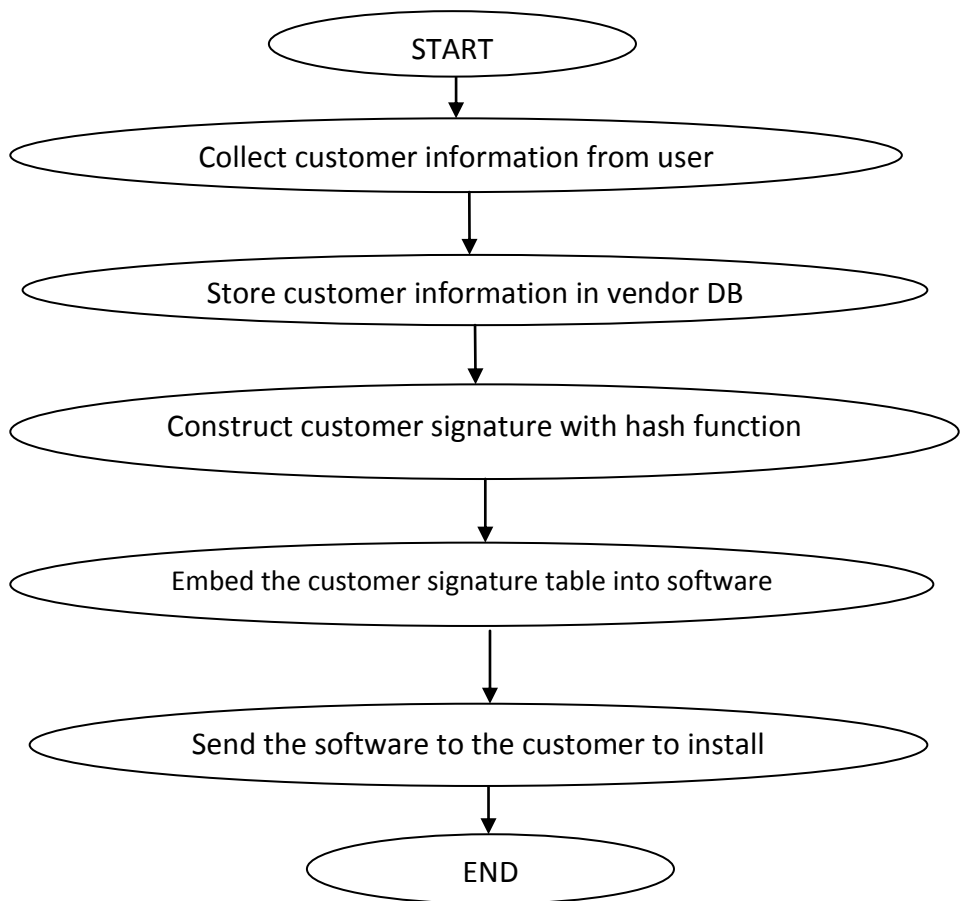 START
Collect customer information from user
Store customer information in vendor DB
Construct customer signature with hash function
Embed the customer signature table into software
Send the software to the customer to install
END